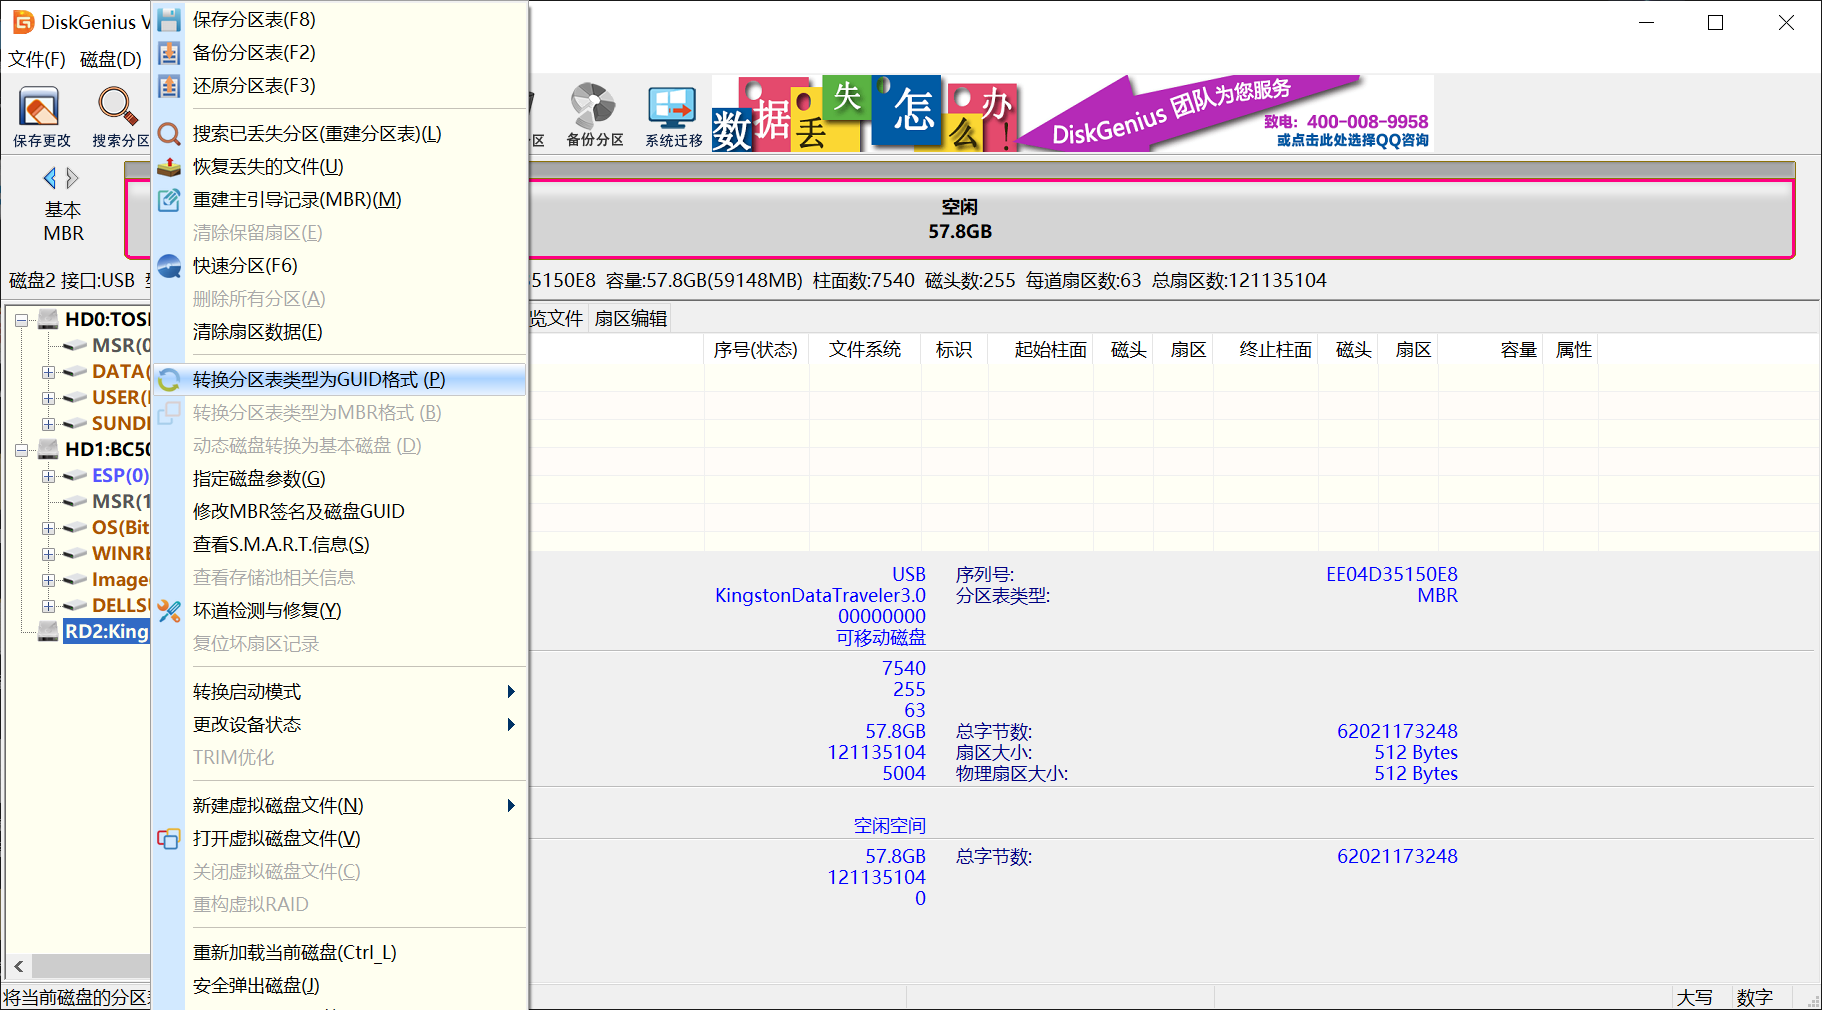 DiskGenius V
文件(F) 磁盘(D)
保存更改
搜索分区
区
备份分区
系统迁移
数据丢失怎么办!
DiskGenius 团队为您服务
致电: 400-008-9958
或点击此处选择QQ咨询
基本
MBR
空闲
57.8GB
磁盘2 接口:USB
5150E8 容量:57.8GB(59148MB) 柱面数:7540 磁头数:255 每道扇区数:63 总扇区数:121135104
HD0:TOSI
MSR(0
DATA(
USER(
SUNDI
HD1:BC50
ESP(0)
MSR(1
OS(Bit
WINRE
Image
DELLSU
RD2:King
保存分区表(F8)
备份分区表(F2)
还原分区表(F3)
搜索已丢失分区(重建分区表)(L)
恢复丢失的文件(U)
重建主引导记录(MBR)(M)
清除保留扇区(E)
快速分区(F6)
删除所有分区(A)
清除扇区数据(E)
转换分区表类型为GUID格式 (P)
转换分区表类型为MBR格式 (B)
动态磁盘转换为基本磁盘 (D)
指定磁盘参数(G)
修改MBR签名及磁盘GUID
查看S.M.A.R.T.信息(S)
查看存储池相关信息
坏道检测与修复(Y)
复位坏扇区记录
转换启动模式
更改设备状态
TRIM优化
新建虚拟磁盘文件(N)
打开虚拟磁盘文件(V)
关闭虚拟磁盘文件(C)
重构虚拟RAID
重新加载当前磁盘(Ctrl_L)
安全弹出磁盘(J)
览文件 扇区编辑
序号(状态) 文件系统 标识 起始柱面 磁头 扇区 终止柱面 磁头 扇区 容量 属性
USB 序列号: EE04D35150E8
KingstonDataTraveler3.0 分区表类型: MBR
00000000
可移动磁盘
7540
255
63
57.8GB 总字节数: 62021173248
121135104 扇区大小: 512 Bytes
5004 物理扇区大小: 512 Bytes
空闲空间
57.8GB 总字节数: 62021173248
121135104
0
将当前磁盘的分区
大写 数字